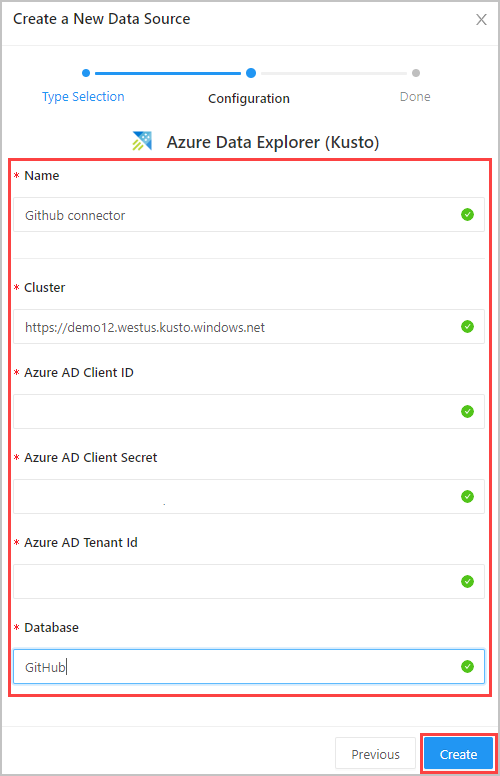 Create a New Data Source
Type Selection
Configuration
Done
Azure Data Explorer (Kusto)
* Name
Github connector
* Cluster
https://demo12.westus.kusto.windows.net
* Azure AD Client ID
* Azure AD Client Secret
* Azure AD Tenant Id
* Database
GitHub
Previous
Create